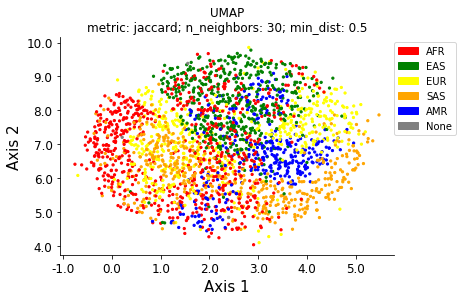 UMAP
metric: jaccard; n_neighbors: 30; min_dist: 0.5
10.0
9.0
8.0
7.0
6.0
5.0
4.0
Axis 2
-1.0 0.0 1.0 2.0 3.0 4.0 5.0
Axis 1
AFR
EAS
EUR
SAS
AMR
None